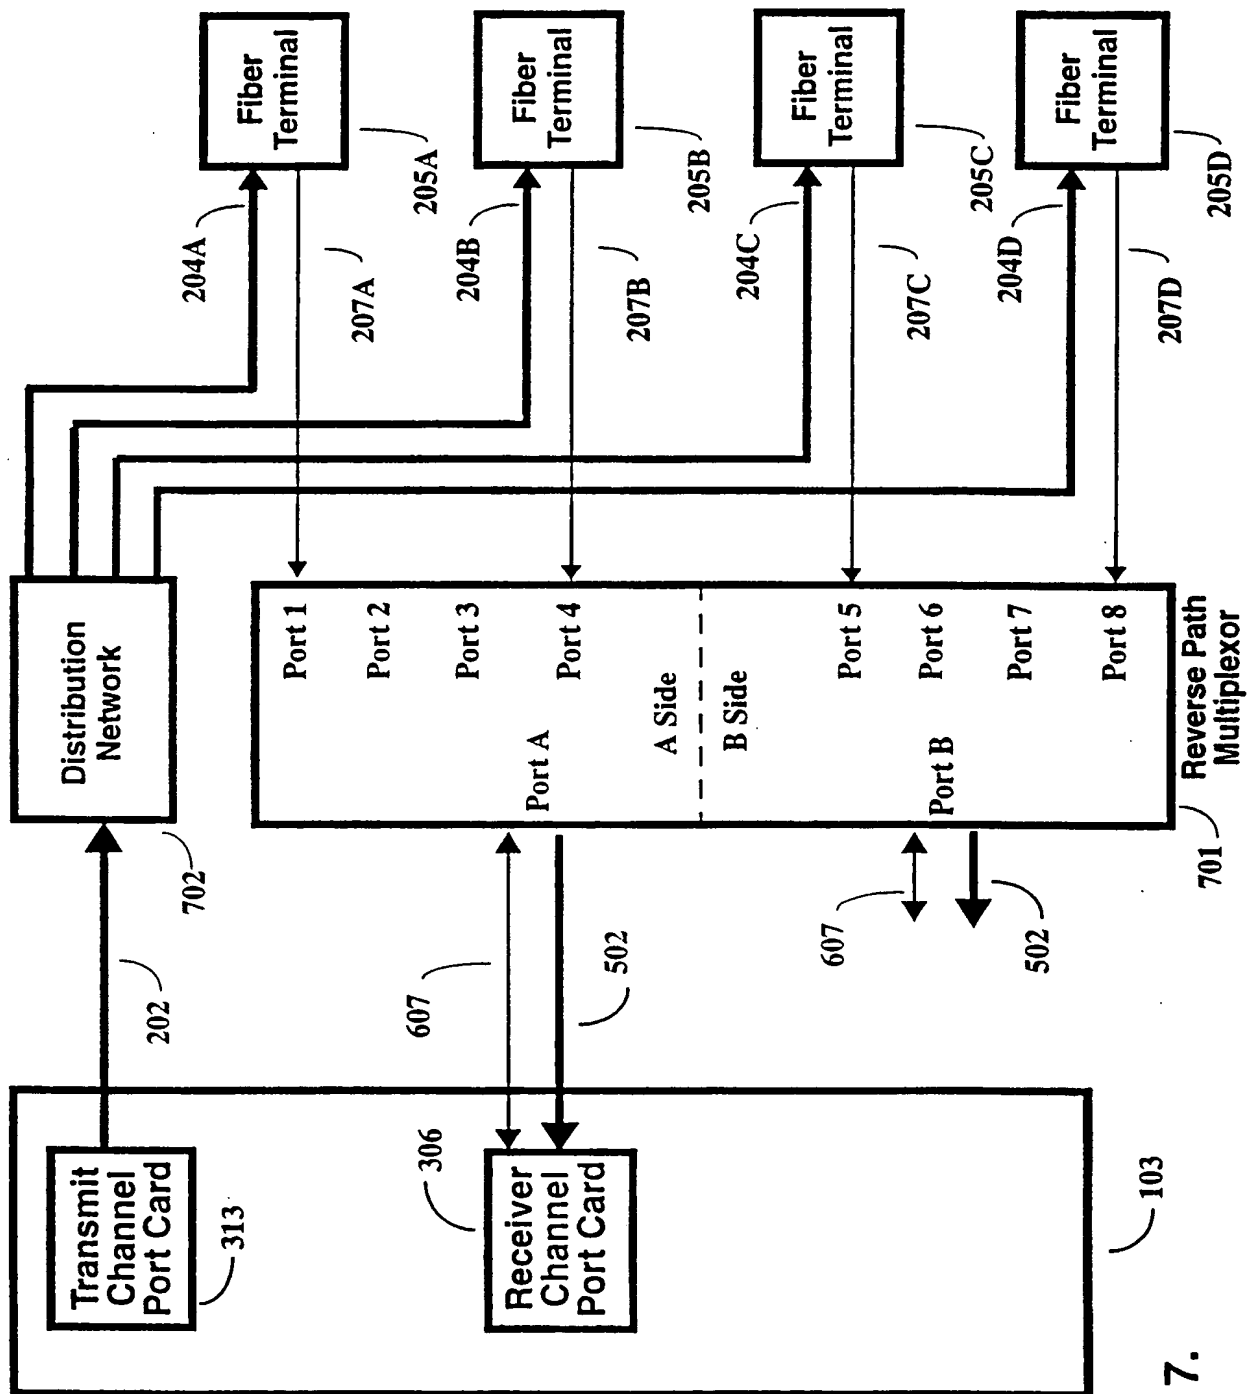 Transmit
Channel
Port Card
313
202
Distribution
Network
702
204A
Fiber
Terminal
205A
207A
204B
Fiber
Terminal
205B
207B
204C
Fiber
Terminal
205C
207C
204D
Fiber
Terminal
205D
207D
Port 1
Port 2
Port 3
Port 4
Port A
A Side
B Side
Port 5
Port 6
Port 7
Port 8
Port B
Reverse Path
Multiplexor
701
607
502
607
502
306
Receiver
Channel
Port Card
103
7.